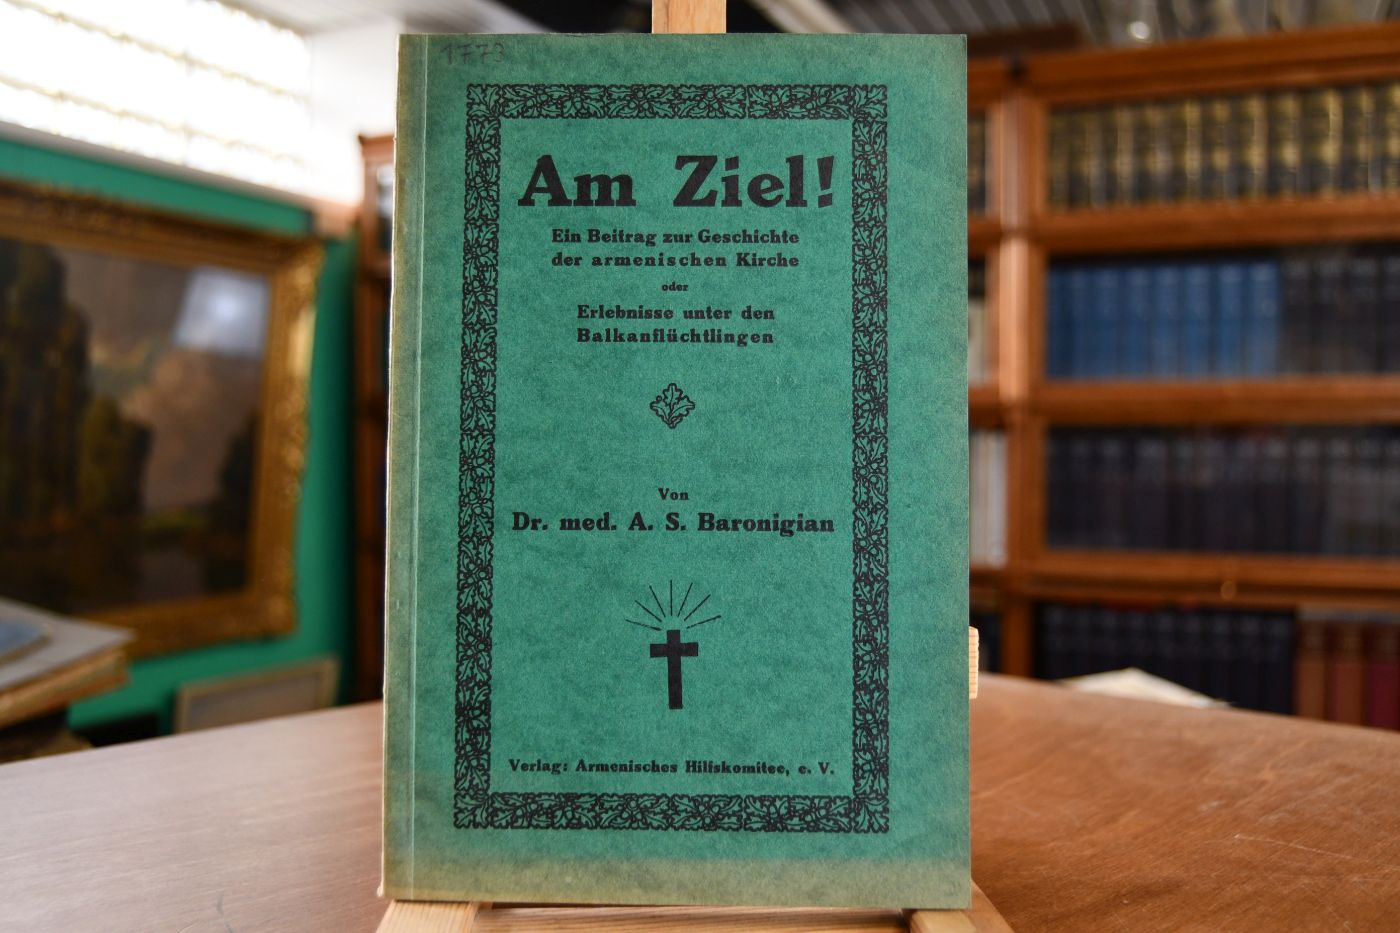 1773
Am Ziel!
Ein Beitrag zur Geschichte
der armenischen Kirche
oder
Erlebnisse unter den
Balkanflüchtlingen
Von
Dr. med. A. S. Baronigian
Verlag: Armenisches Hilfskomitee, e. V.